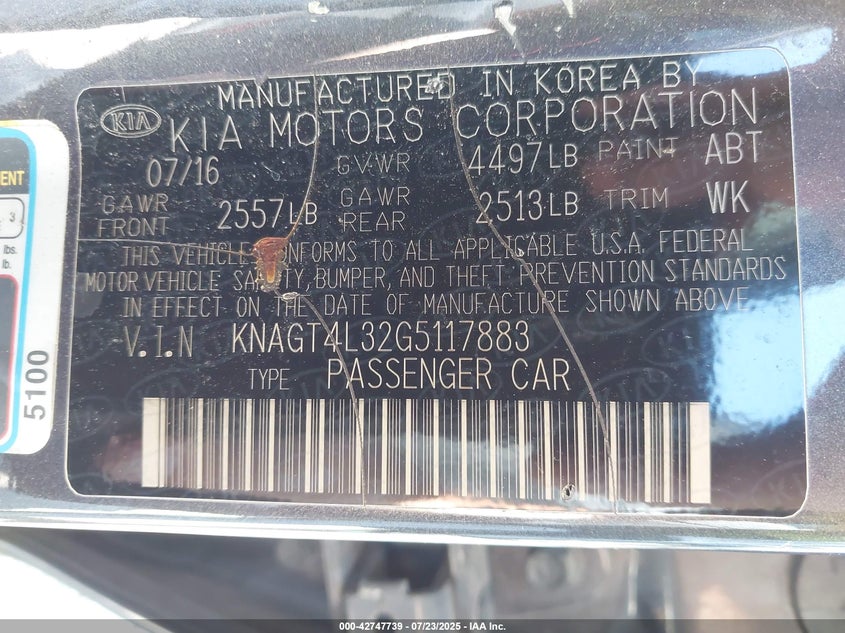 MANUFACTURED IN KOREA BY
KIA KIA MOTORS CORPORATION
07/16 GVWR 4497LB PAINT ABT
GAWR FRONT 2557LB GAWR REAR 2513LB TRIM WK
THIS VEHICLE CONFORMS TO ALL APPLICABLE U.S.A. FEDERAL
MOTOR VEHICLE SAFETY, BUMPER, AND THEFT PREVENTION STANDARDS
IN EFFECT ON THE DATE OF MANUFACTURE SHOWN ABOVE
V.I.N KNAGT4L32G5117883
TYPE PASSENGER CAR
3
lbs.
lb.
5100
000-42747739 - 07/23/2025 - IAA Inc.